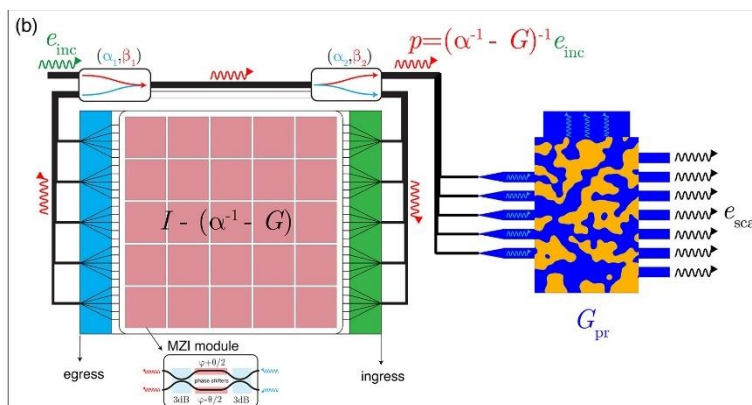 (b)
e_inc
(α₁,β₁)
(α₂,β₂)
p=(α⁻¹ - G)⁻¹e_inc
I - (α⁻¹ - G)
e_sca
G_pr
MZI module
egress
ingress
φ+θ/2
phase shifters
3dB
φ-θ/2
3dB